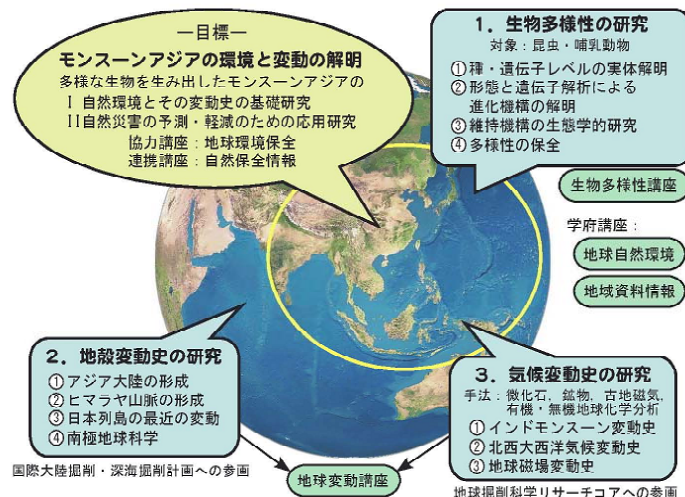 ―目標―
モンスーンアジアの環境と変動の解明
多様な生物を生み出したモンスーンアジアの
I 自然環境とその変動史の基礎研究
II自然災害の予測・軽減のための応用研究
協力講座：地球環境保全
連携講座：自然保全情報
1．生物多様性の研究
対象：昆虫・哺乳動物
①種・遺伝子レベルの実体解明
②形態と遺伝子解析による
進化機構の解明
③維持機構の生態学的研究
④多様性の保全
生物多様性講座
学府講座：
地球自然環境
地域資料情報
2．地殻変動史の研究
①アジア大陸の形成
②ヒマラヤ山脈の形成
③日本列島の最近の変動
④南極地球科学
国際大陸掘削・深海掘削計画への参画
3．気候変動史の研究
手法：微化石，鉱物，古地磁気，
有機・無機地球化学分析
①インドモンスーン変動史
②北西大西洋気候変動史
③地球磁場変動史
地球変動講座
地球掘削科学リサーチコアへの参画